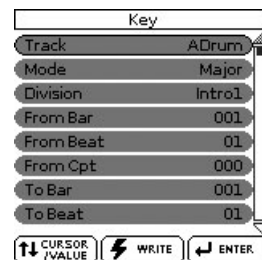 Key
Track ADrum
Mode Major
Division Intro1
From Bar 001
From Beat 01
From Cpt 000
To Bar 001
To Beat 01
CURSOR /VALUE WRITE ENTER